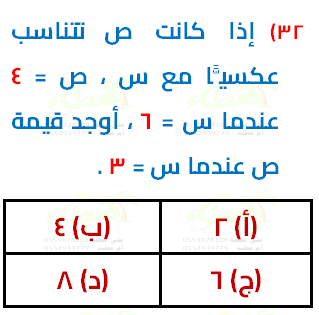 ٣٢) إذا كانت ص تتناسب
عكسيًّا مع س ، ص = ٤
عندما س = ٦ ، أوجد قيمة
ص عندما س = ٣ .
(أ) ٢ (ب) ٤
(ج) ٦ (د) ٨